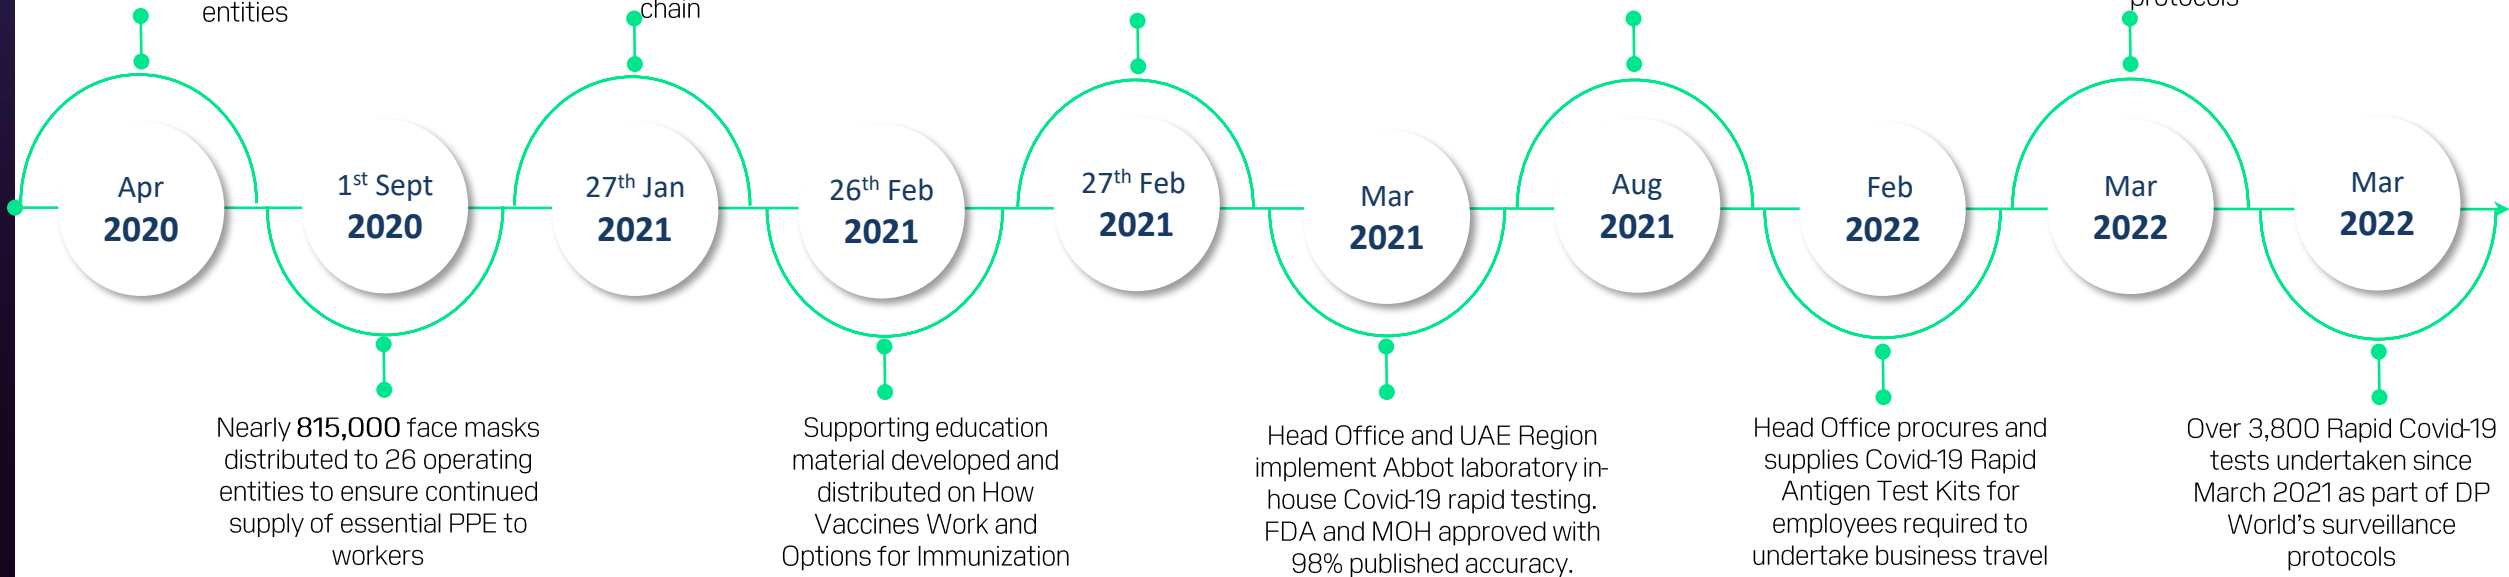 entities
chain
protocols
Apr
2020
1st Sept
2020
27th Jan
2021
26th Feb
2021
27th Feb
2021
Mar
2021
Aug
2021
Feb
2022
Mar
2022
Mar
2022
Nearly 815,000 face masks
distributed to 26 operating
entities to ensure continued
supply of essential PPE to
workers
Supporting education
material developed and
distributed on How
Vaccines Work and
Options for Immunization
Head Office and UAE Region
implement Abbot laboratory in-
house Covid-19 rapid testing.
FDA and MOH approved with
98% published accuracy.
Head Office procures and
supplies Covid-19 Rapid
Antigen Test Kits for
employees required to
undertake business travel
Over 3,800 Rapid Covid-19
tests undertaken since
March 2021 as part of DP
World's surveillance
protocols